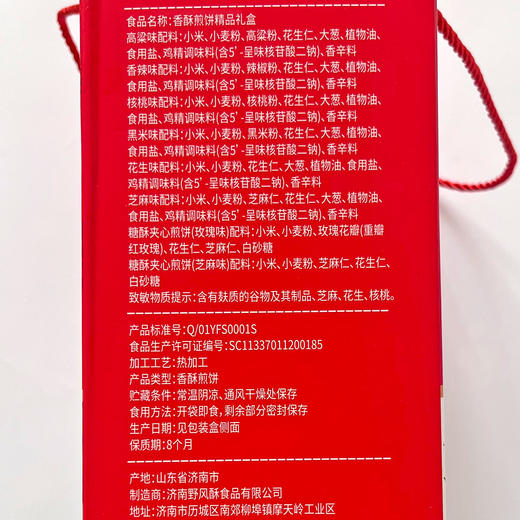 食品名称:香酥煎饼精品礼盒
高粱味配料:小米、小麦粉、高粱粉、花生仁、大葱、植物油、
食用盐、鸡精调味料(含5'-呈味核苷酸二钠)、香辛料
香辣味配料:小米、小麦粉、辣椒粉、花生仁、大葱、植物油、
食用盐、鸡精调味料(含5'-呈味核苷酸二钠)、香辛料
核桃味配料:小米、小麦粉、核桃粉、花生仁、大葱、植物油、
食用盐、鸡精调味料(含5'-呈味核苷酸二钠)、香辛料
黑米味配料:小米、小麦粉、黑米粉、花生仁、大葱、植物油、
食用盐、鸡精调味料(含5'-呈味核苷酸二钠)、香辛料
花生味配料:小米、小麦粉、花生仁、大葱、植物油、食用盐、
鸡精调味料(含5'-呈味核苷酸二钠)、香辛料
芝麻味配料:小米、小麦粉、芝麻仁、花生仁、大葱、植物油、
食用盐、鸡精调味料(含5'-呈味核苷酸二钠)、香辛料
糖酥夹心煎饼(玫瑰味)配料:小米、小麦粉、玫瑰花瓣(重瓣
红玫瑰)、花生仁、芝麻仁、白砂糖
糖酥夹心煎饼(芝麻味)配料:小米、小麦粉、芝麻仁、花生仁、
白砂糖
致敏物质提示:含有麸质的谷物及其制品、芝麻、花生、核桃。
产品标准号:Q/01YFS0001S
食品生产许可证编号:SC11337011200185
加工工艺:热加工
产品类型:香酥煎饼
贮藏条件:常温阴凉、通风干燥处保存
食用方法:开袋即食,剩余部分密封保存
生产日期:见包装盒侧面
保质期:8个月
产地:山东省济南市
制造商:济南野风酥食品有限公司
地址:济南市历城区南郊柳埠镇摩天岭工业区